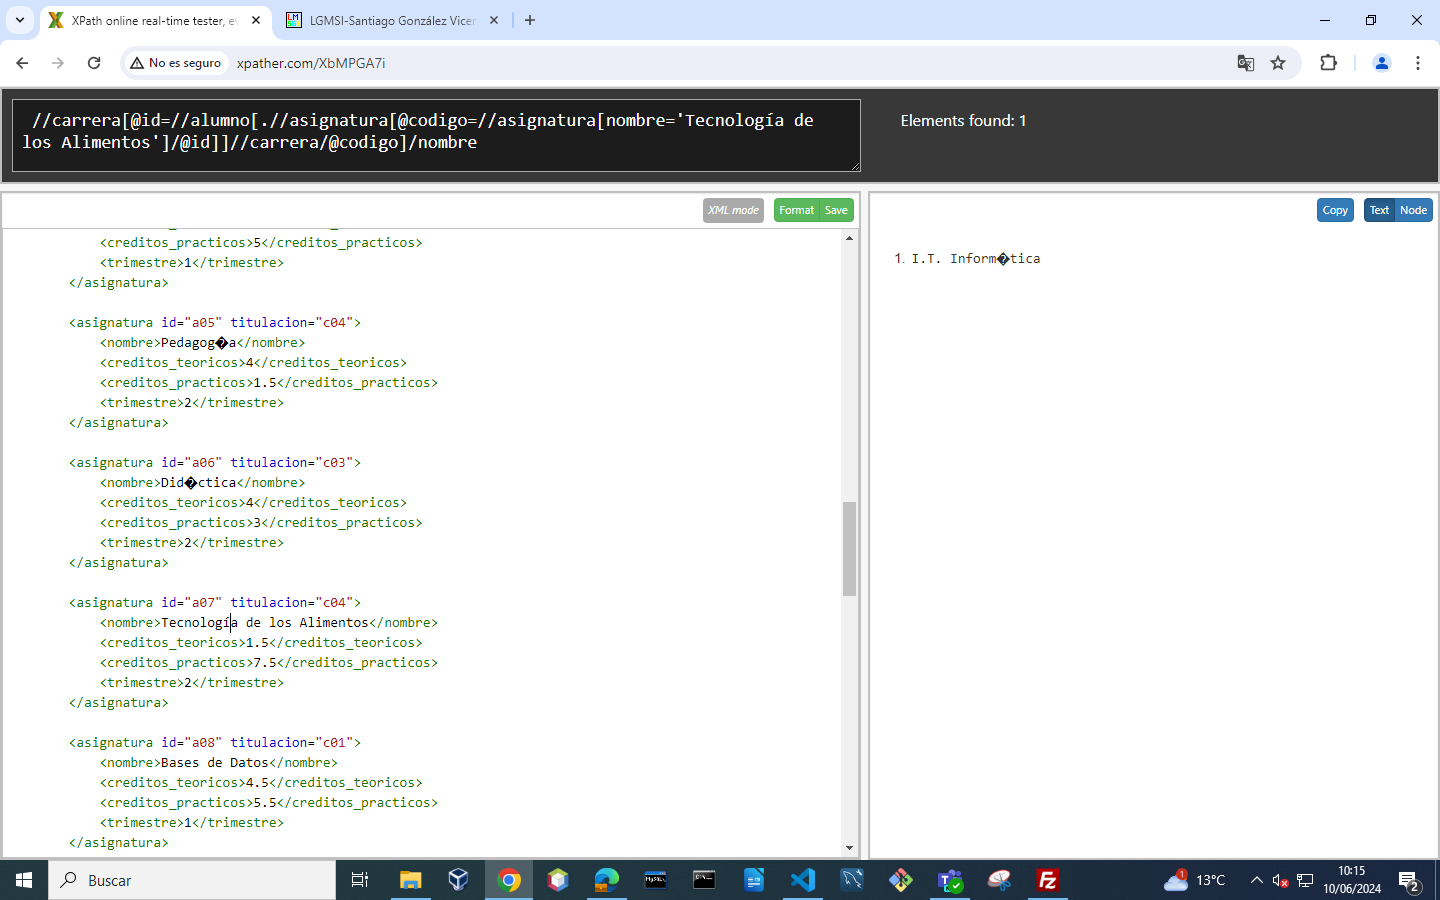 XPath online real-time tester, ev
LGMSI-Santiago González Vicen
No es seguro
xpather.com/XbMPGA7i
//carrera[@id=//alumno[.//asignatura[@codigo=//asignatura[nombre='Tecnología de
los Alimentos']/@id]]//carrera/@codigo]/nombre
Elements found: 1
XML mode
Format
Save
Copy
Text
Node
<creditos_practicos>5</creditos_practicos>
<trimestre>1</trimestre>
</asignatura>
<asignatura id="a05" titulacion="c04">
<nombre>Pedagog�a</nombre>
<creditos_teoricos>4</creditos_teoricos>
<creditos_practicos>1.5</creditos_practicos>
<trimestre>2</trimestre>
</asignatura>
<asignatura id="a06" titulacion="c03">
<nombre>Did�ctica</nombre>
<creditos_teoricos>4</creditos_teoricos>
<creditos_practicos>3</creditos_practicos>
<trimestre>2</trimestre>
</asignatura>
<asignatura id="a07" titulacion="c04">
<nombre>Tecnología de los Alimentos</nombre>
<creditos_teoricos>1.5</creditos_teoricos>
<creditos_practicos>7.5</creditos_practicos>
<trimestre>2</trimestre>
</asignatura>
<asignatura id="a08" titulacion="c01">
<nombre>Bases de Datos</nombre>
<creditos_teoricos>4.5</creditos_teoricos>
<creditos_practicos>5.5</creditos_practicos>
<trimestre>1</trimestre>
</asignatura>
1. I.T. Inform�tica
Buscar
1
13°C
10:15
10/06/2024
2